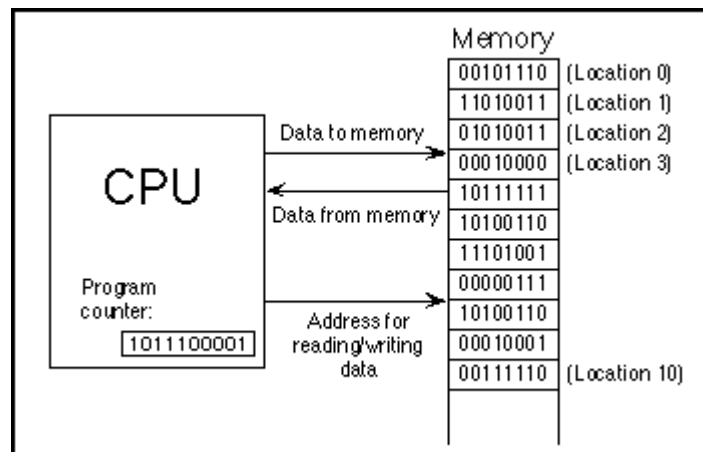 Memory
00101110 (Location 0)
11010011 (Location 1)
01010011 (Location 2)
00010000 (Location 3)
10111111
10100110
11101001
00000111
10100110
00010001
00111110 (Location 10)
CPU
Program
counter:
1011100001
Data to memory
Data from memory
Address for
reading/writing
data